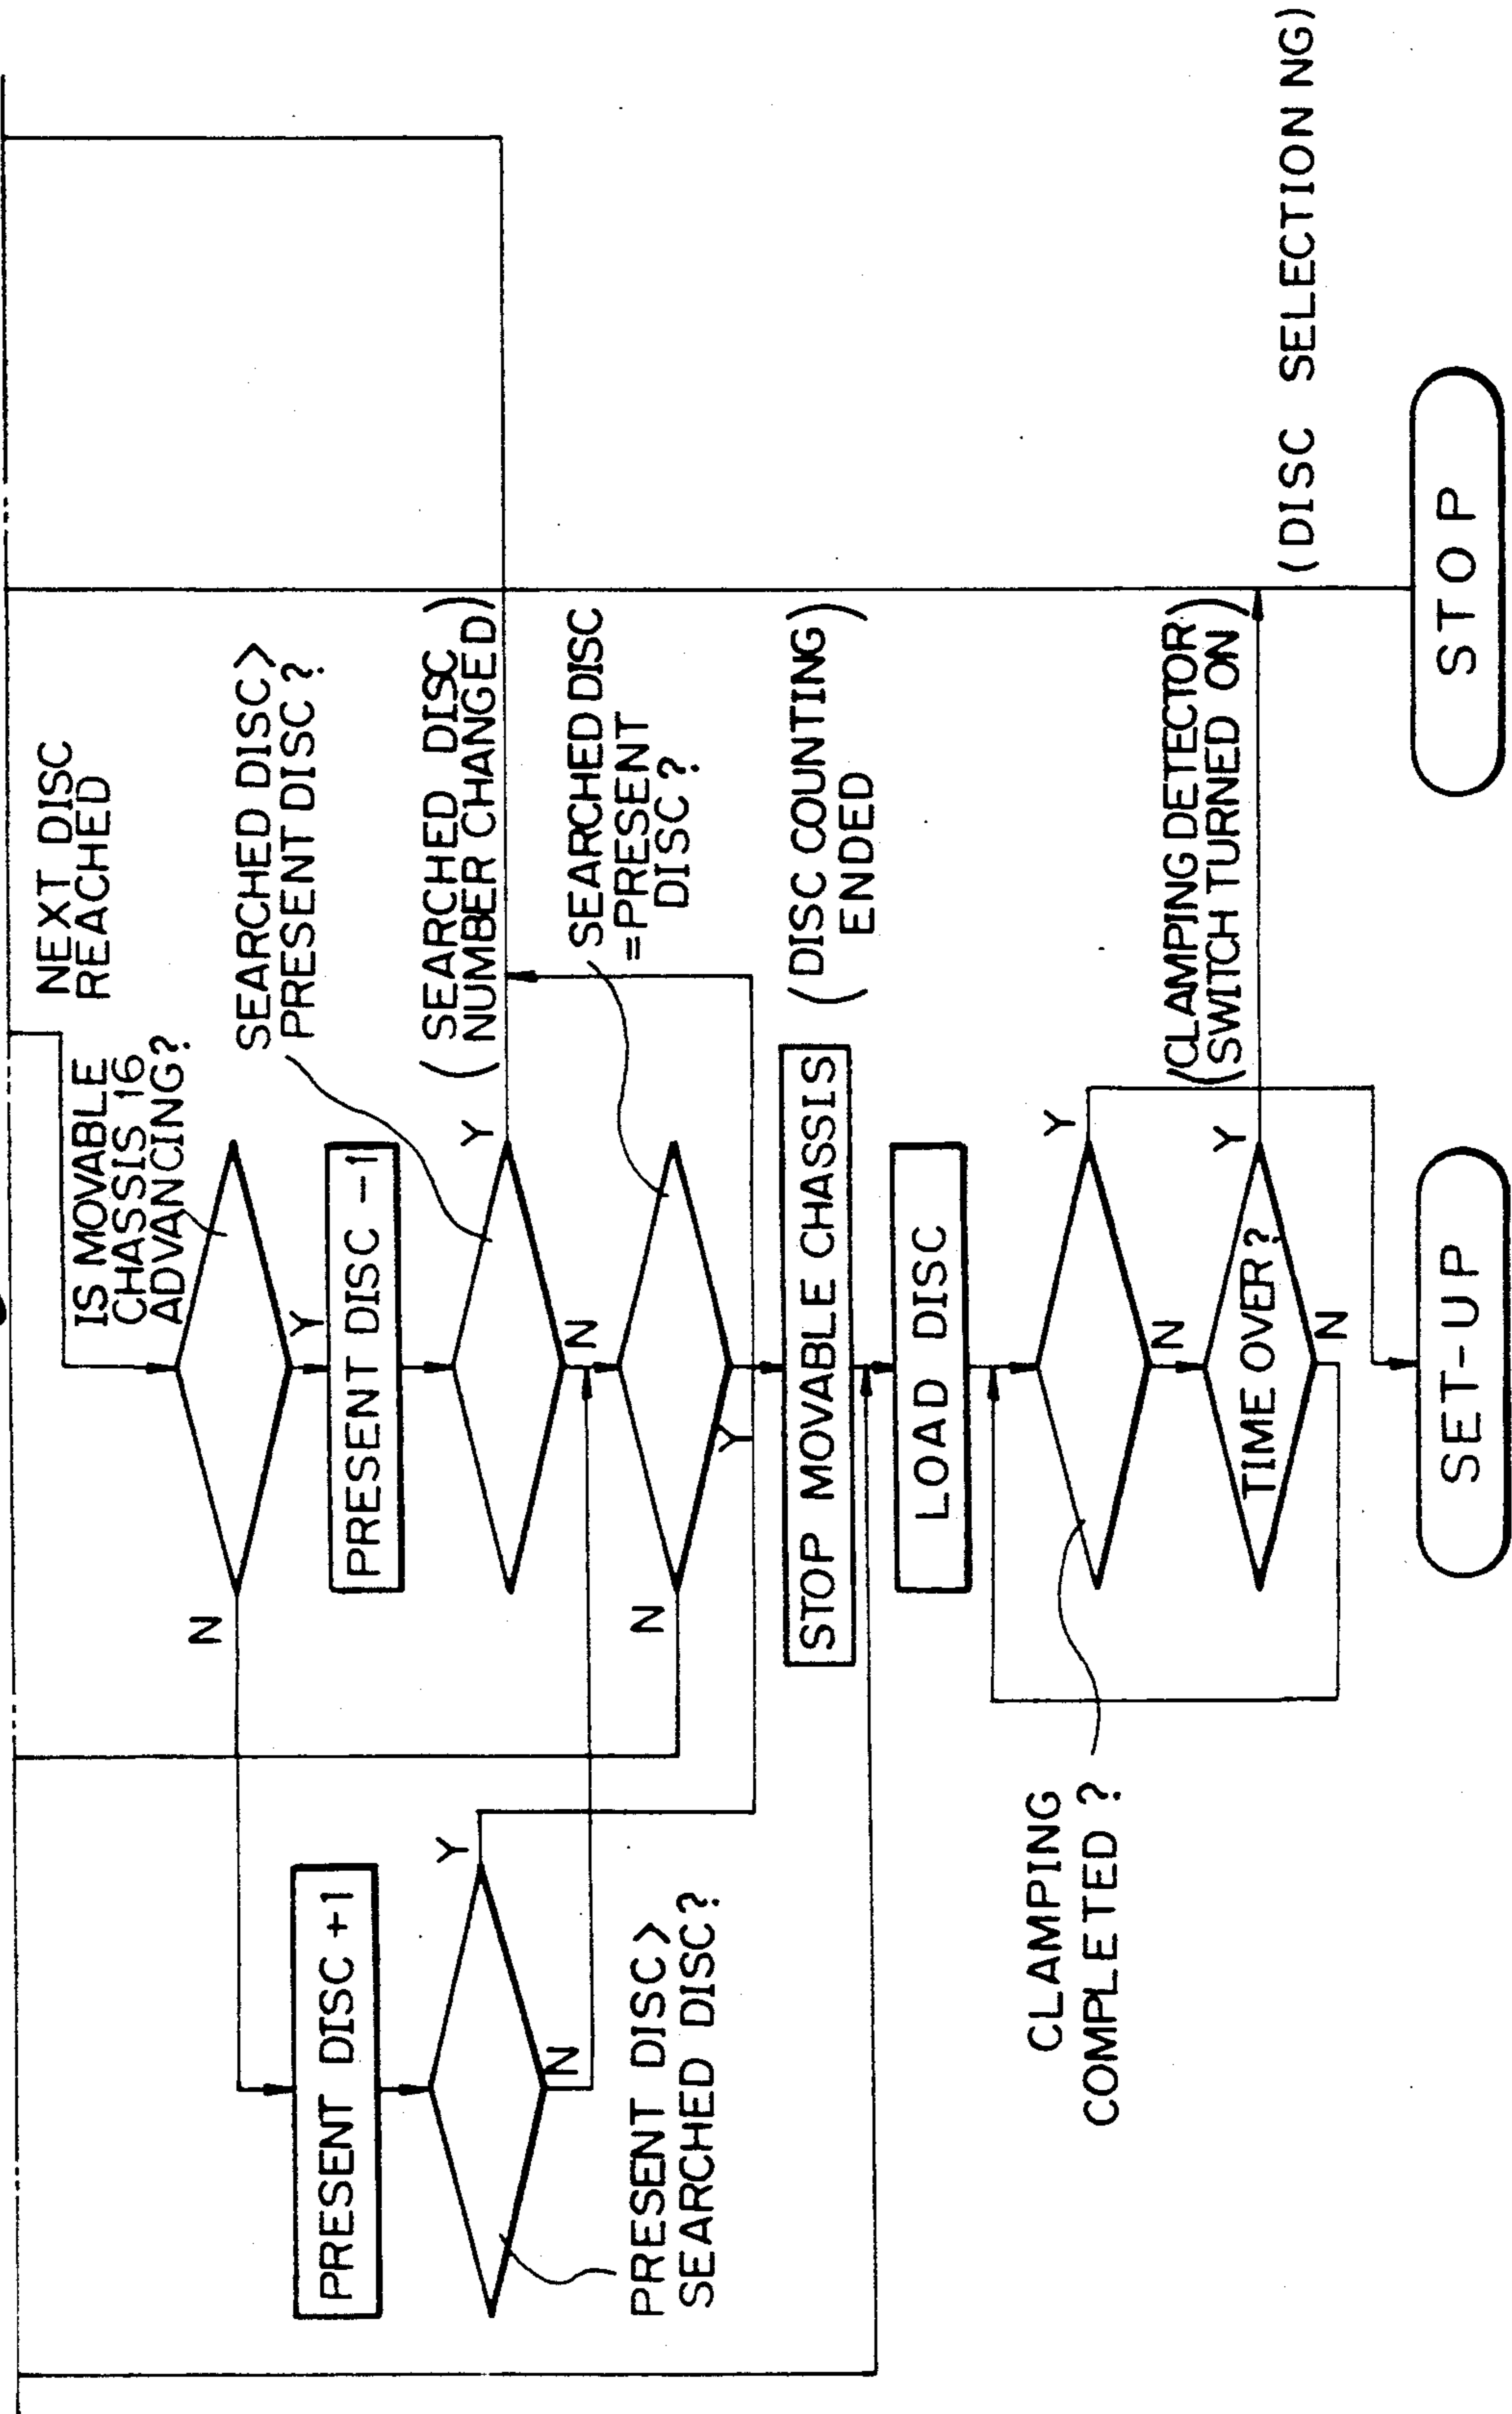 NEXT DISC
REACHED
IS MOVABLE
CHASSIS 16
ADVANCING?
N
Y
PRESENT DISC -1
SEARCHED DISC>
PRESENT DISC?
PRESENT DISC +1
Y
(SEARCHED DISC
NUMBER CHANGED)
N
Y
N
PRESENT DISC>
SEARCHED DISC?
SEARCHED DISC
=PRESENT
DISC?
N
Y
STOP MOVABLE CHASSIS
(DISC COUNTING
ENDED)
LOAD DISC
CLAMPING
COMPLETED ?
Y
N
(CLAMPING DETECTOR
SWITCH TURNED ON)
TIME OVER?
Y
N
(DISC SELECTION NG)
SET-UP
STOP